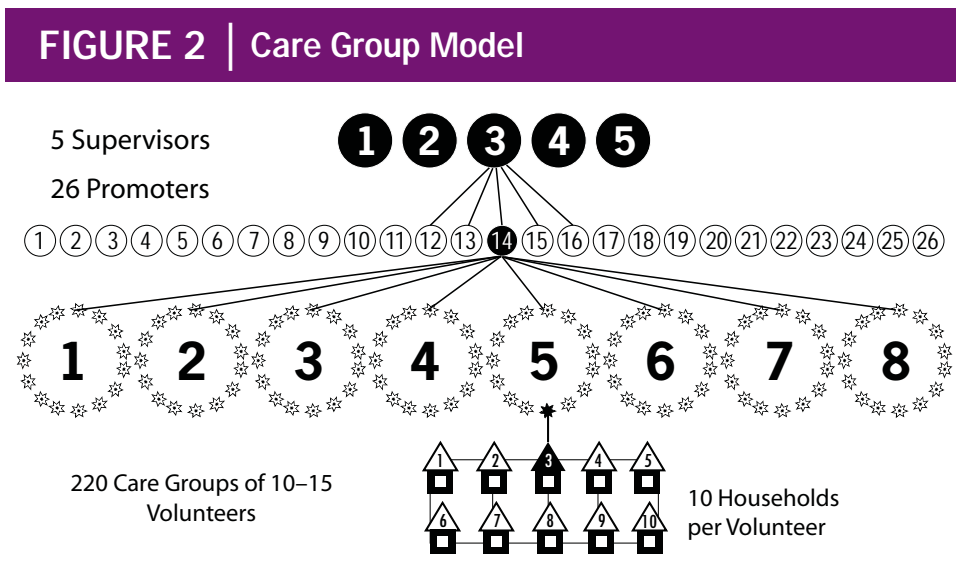 FIGURE 2 | Care Group Model
5 Supervisors
1 2 3 4 5
26 Promoters
1 2 3 4 5 6 7 8 9 10 11 12 13 14 15 16 17 18 19 20 21 22 23 24 25 26
1 2 3 4 5 6 7 8
220 Care Groups of 10–15
Volunteers
1 2 3 4 5
6 7 8 9 10
10 Households
per Volunteer